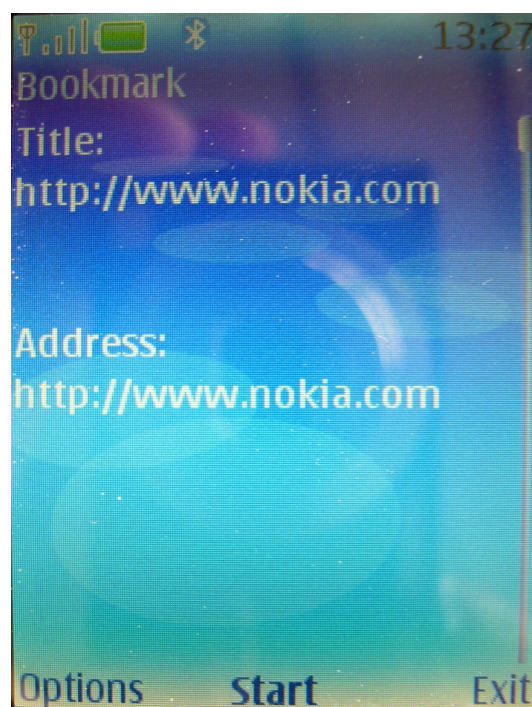 13:27
Bookmark
Title:
http://www.nokia.com
Address:
http://www.nokia.com
Options Start Exit